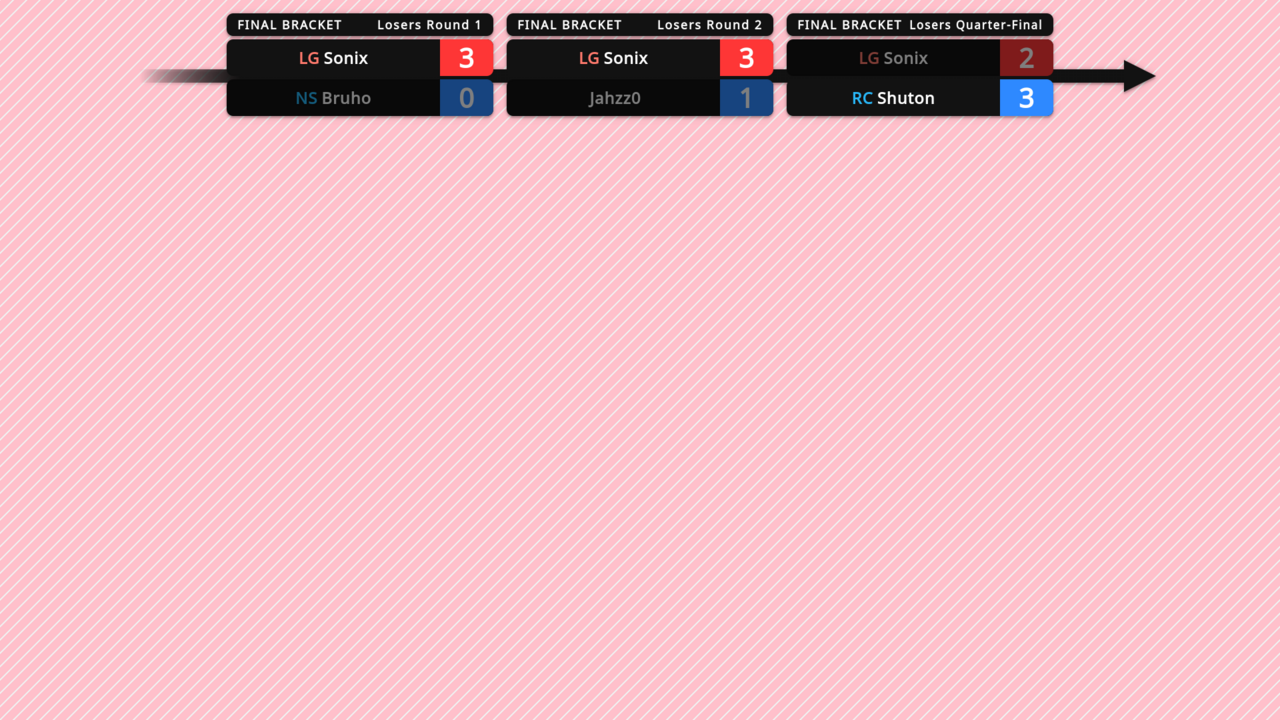 FINAL BRACKET Losers Round 1
LG Sonix 3
NS Bruho 0
FINAL BRACKET Losers Round 2
LG Sonix 3
Jahzz0 1
FINAL BRACKET Losers Quarter-Final
LG Sonix 2
RC Shuton 3